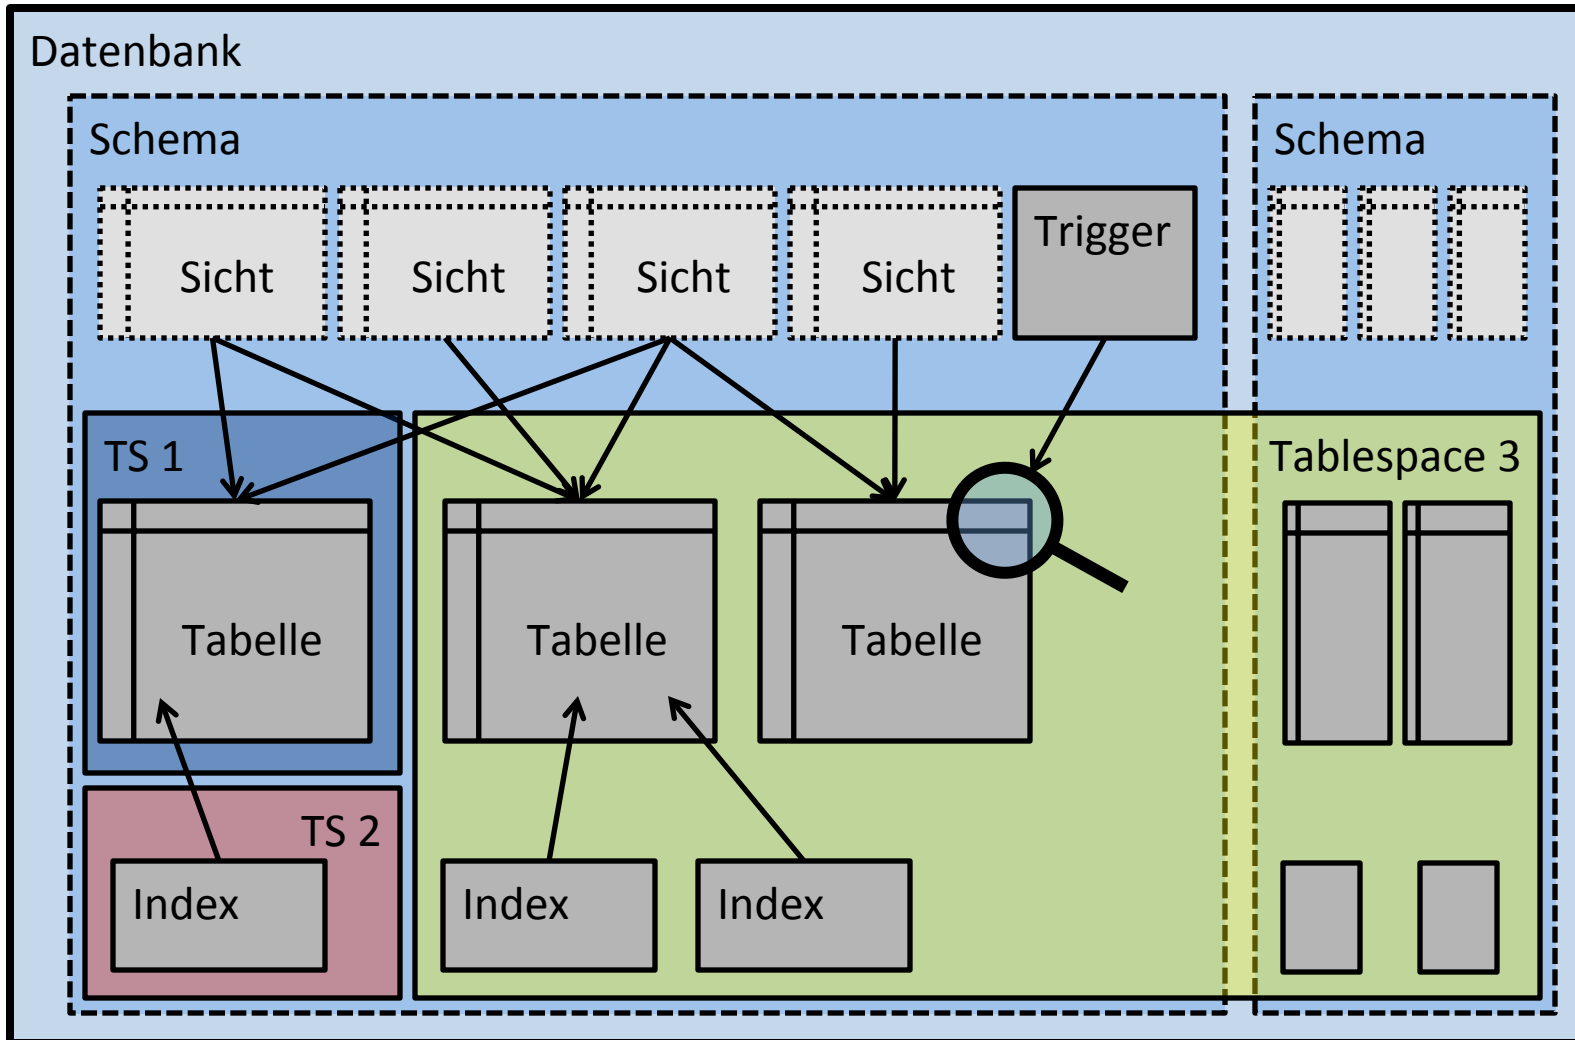 Datenbank
Schema
Schema
Sicht
Sicht
Sicht
Sicht
Trigger
TS 1
Tablespace 3
Tabelle
Tabelle
Tabelle
TS 2
Index
Index
Index